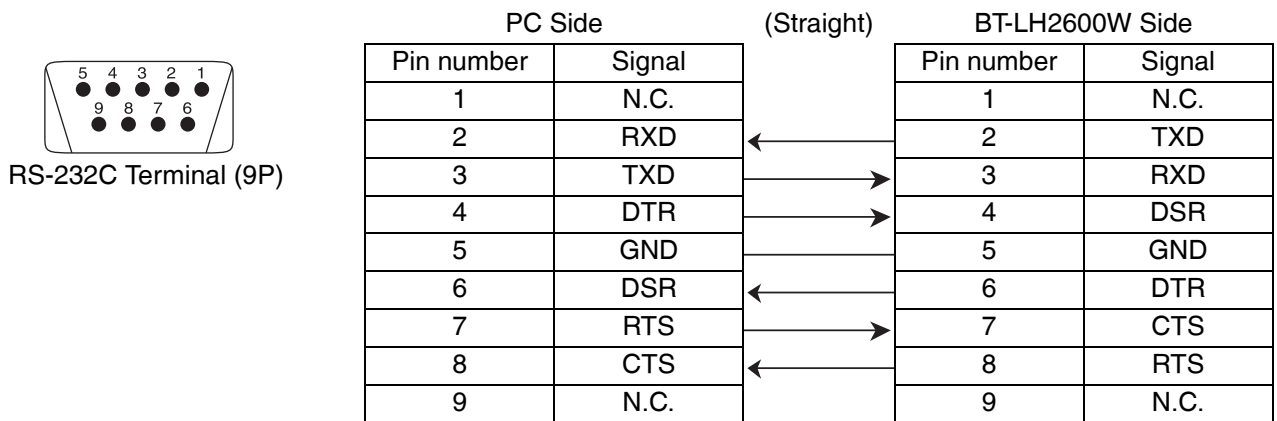 PC Side (Straight) BT-LH2600W Side
Pin number Signal Pin number Signal
5 4 3 2 1
9 8 7 6
RS-232C Terminal (9P)
1 N.C. 1 N.C.
2 RXD 2 TXD
3 TXD 3 RXD
4 DTR 4 DSR
5 GND 5 GND
6 DSR 6 DTR
7 RTS 7 CTS
8 CTS 8 RTS
9 N.C. 9 N.C.